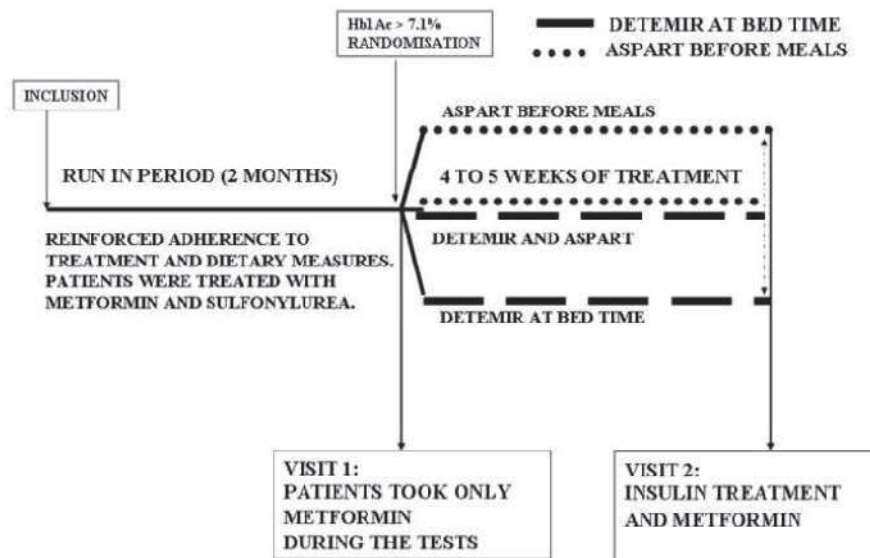 HbI Ac > 7.1%
RANDOMISATION
DETEMIR AT BED TIME
ASPART BEFORE MEALS
INCLUSION
ASPART BEFORE MEALS
RUN IN PERIOD (2 MONTHS)
4 TO 5 WEEKS OF TREATMENT
REINFORCED ADHERENCE TO
TREATMENT AND DIETARY MEASURES.
PATIENTS WERE TREATED WITH
METFORMIN AND SULFONYLUREA.
DETEMIR AND ASPART
DETEMIR AT BED TIME
VISIT 1:
PATIENTS TOOK ONLY
METFORMIN
DURING THE TESTS
VISIT 2:
INSULIN TREATMENT
AND METFORMIN